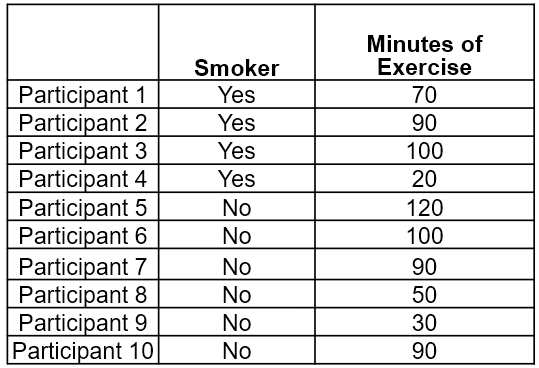 Smoker Minutes of Exercise
Participant 1 Yes 70
Participant 2 Yes 90
Participant 3 Yes 100
Participant 4 Yes 20
Participant 5 No 120
Participant 6 No 100
Participant 7 No 90
Participant 8 No 50
Participant 9 No 30
Participant 10 No 90